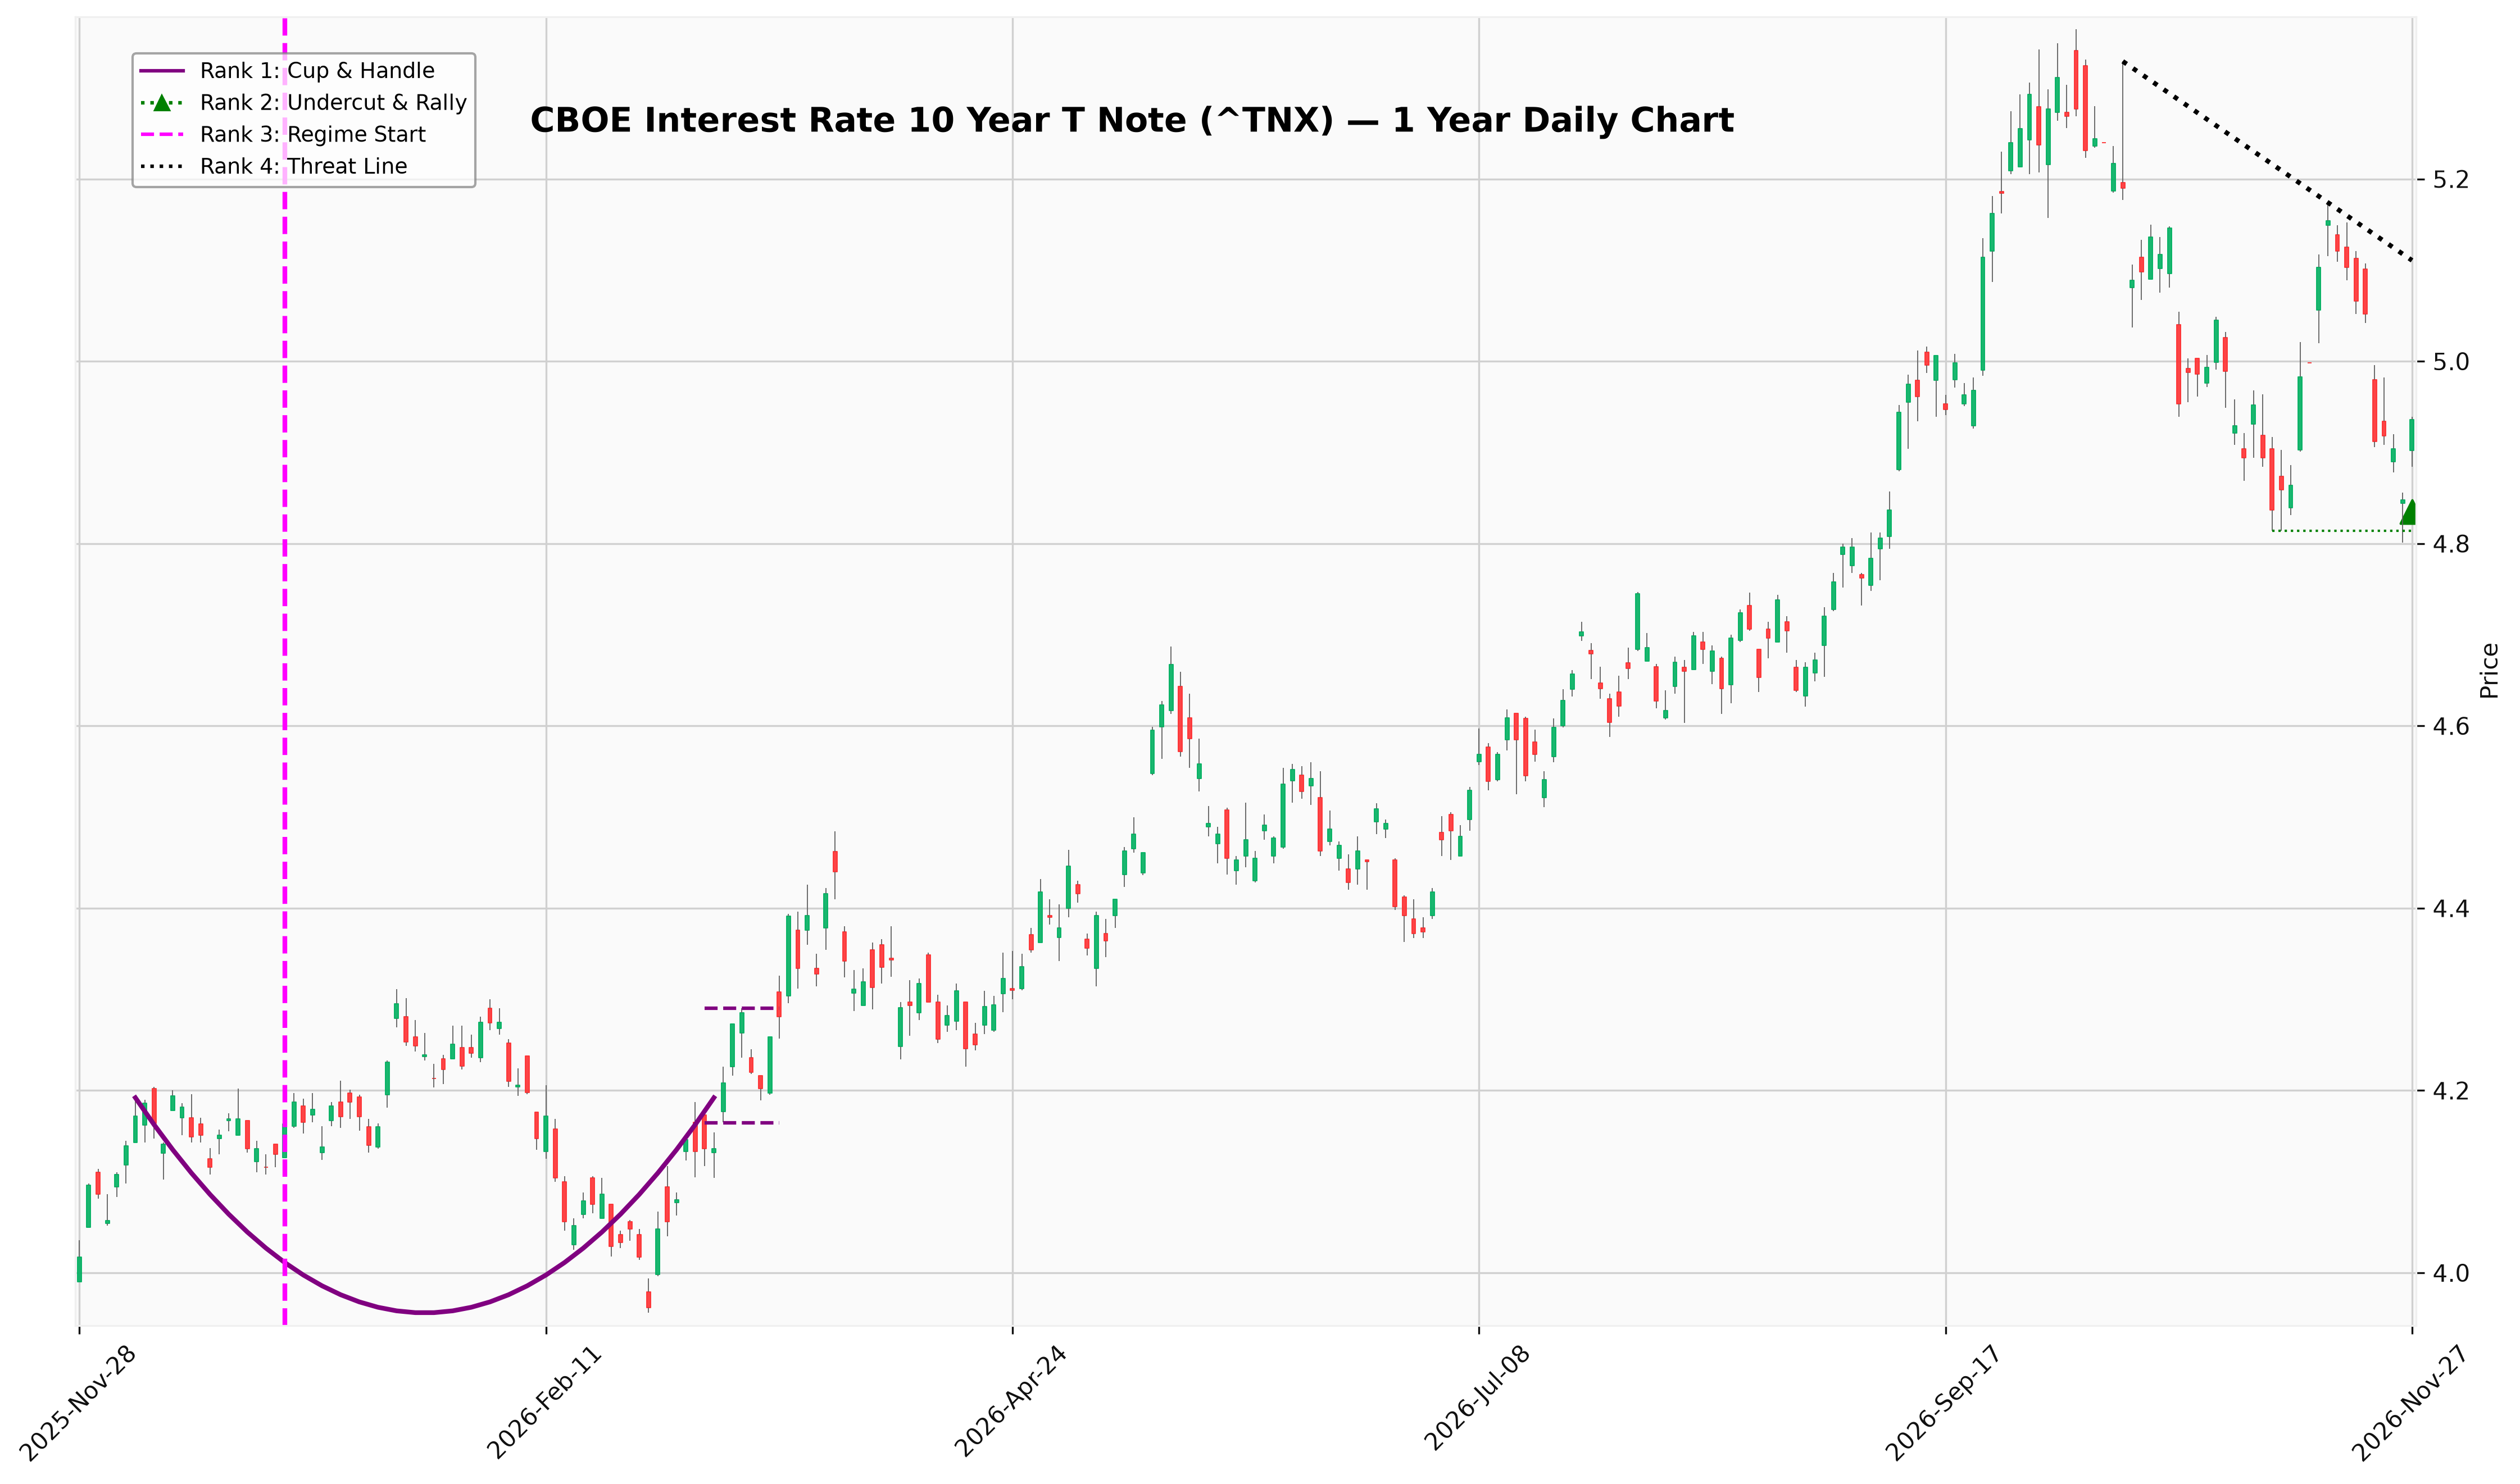 Rank 1: Cup & Handle
Rank 2: Undercut & Rally
Rank 3: Regime Start
Rank 4: Threat Line
CBOE Interest Rate 10 Year T Note (^TNX) — 1 Year Daily Chart
5.2
5.0
4.8
4.6
4.4
4.2
4.0
Price
2025-Nov-28
2026-Feb-11
2026-Apr-24
2026-Jul-08
2026-Sep-17
2026-Nov-27